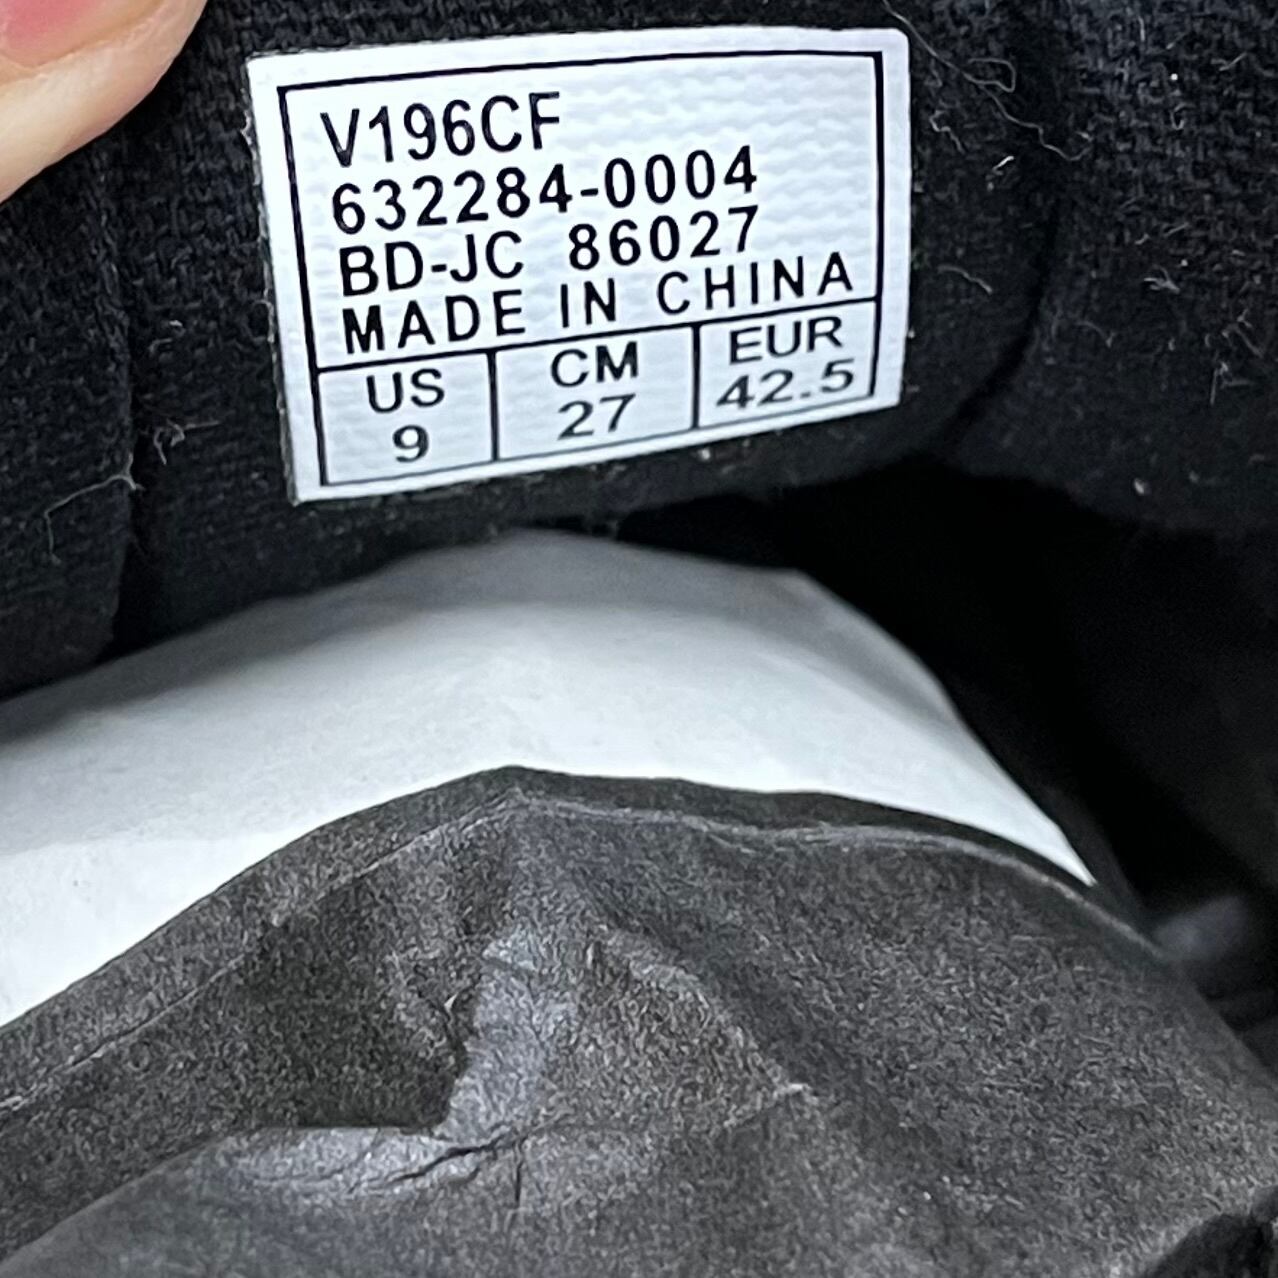 V196CF
632284-0004
BD-JC 86027
MADE IN CHINA
US CM EUR
9 27 42.5